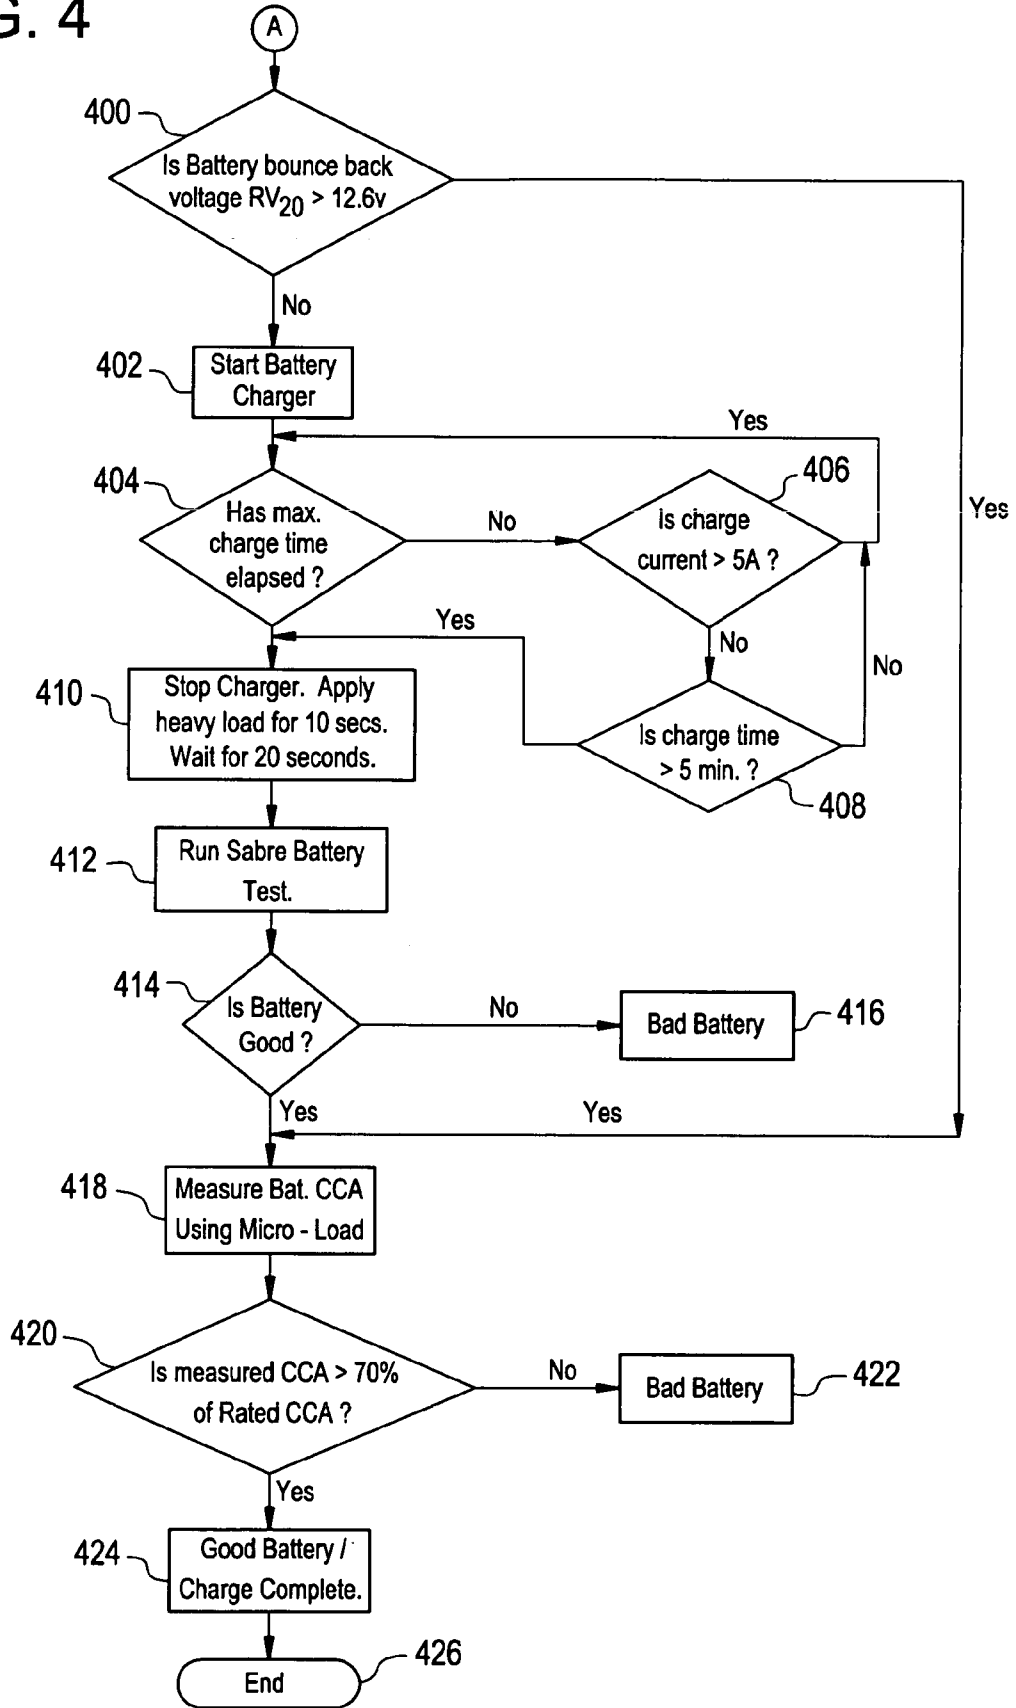 G. 4
A
400
Is Battery bounce back
voltage RV20 > 12.6v
No
402
Start Battery
Charger
Yes
404
Has max.
charge time
elapsed ?
No
406
Is charge
current > 5A ?
Yes
Yes
No
No
410
Stop Charger. Apply
heavy load for 10 secs.
Wait for 20 seconds.
Is charge time
> 5 min. ?
408
412
Run Sabre Battery
Test.
414
Is Battery
Good ?
No
Bad Battery
416
Yes
Yes
418
Measure Bat. CCA
Using Micro - Load
420
Is measured CCA > 70%
of Rated CCA ?
No
Bad Battery
422
Yes
424
Good Battery /
Charge Complete.
426
End